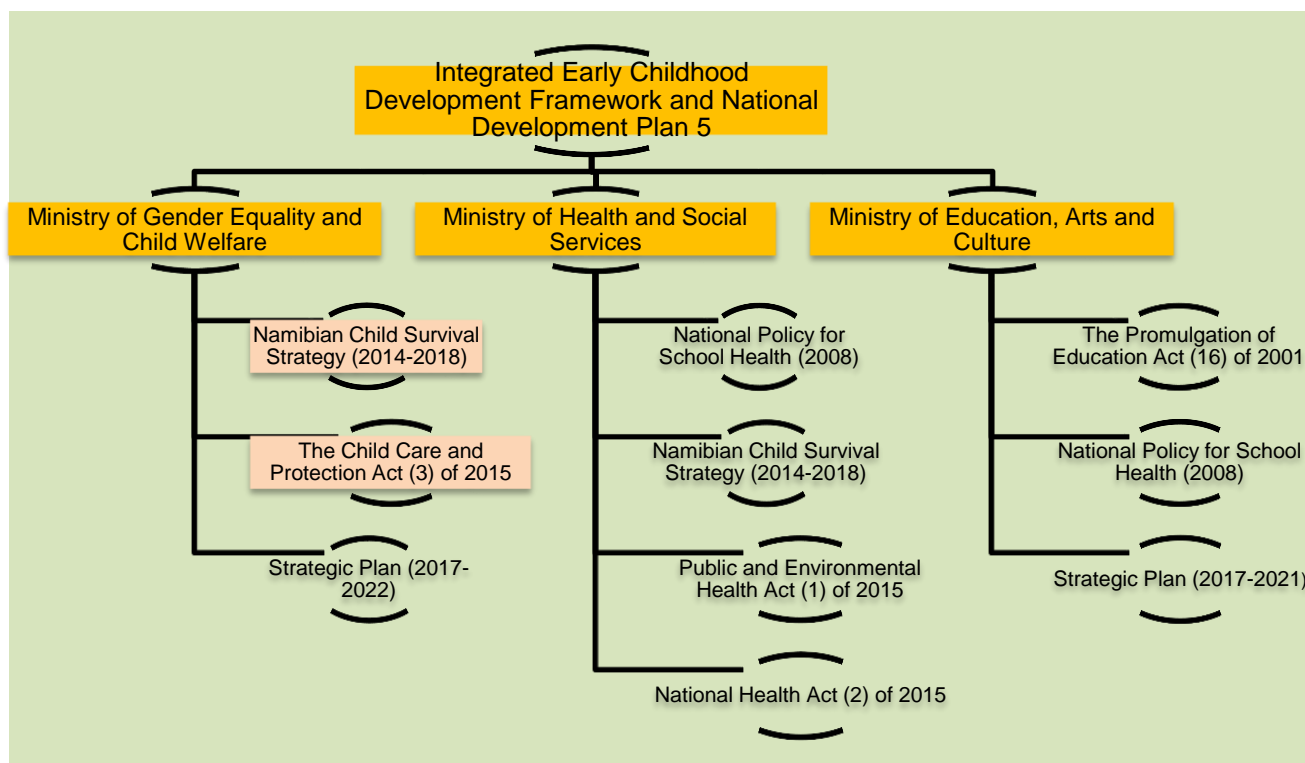 Integrated Early Childhood
Development Framework and National
Development Plan 5
Ministry of Gender Equality and
Child Welfare
Namibian Child Survival
Strategy (2014-2018)
The Child Care and
Protection Act (3) of 2015
Strategic Plan (2017-
2022)
Ministry of Health and Social
Services
National Policy for
School Health (2008)
Namibian Child Survival
Strategy (2014-2018)
Public and Environmental
Health Act (1) of 2015
National Health Act (2) of 2015
Ministry of Education, Arts and
Culture
The Promulgation of
Education Act (16) of 2001
National Policy for School
Health (2008)
Strategic Plan (2017-2021)